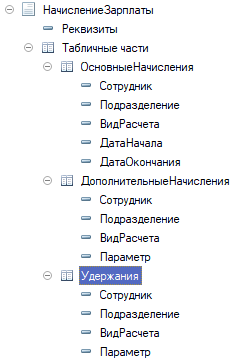 НачислениеЗарплаты
Реквизиты
Табличные части
ОсновныеНачисления
Сотрудник
Подразделение
ВидРасчета
ДатаНачала
ДатаОкончания
ДополнительныеНачисления
Сотрудник
Подразделение
ВидРасчета
Параметр
Удержания
Сотрудник
Подразделение
ВидРасчета
Параметр